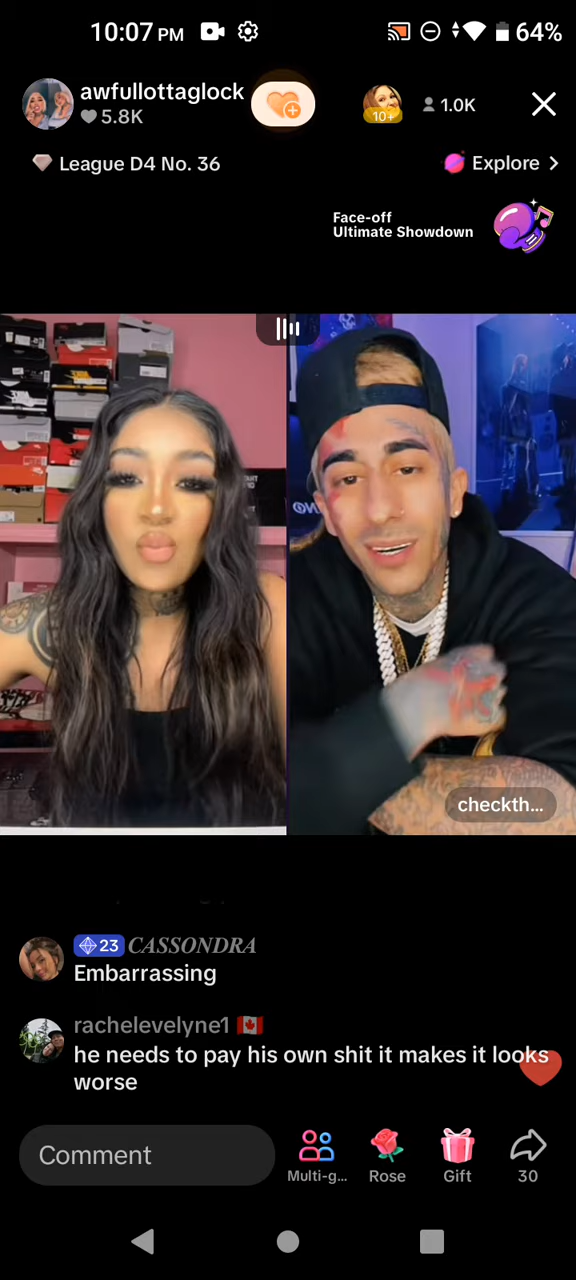 10:07 PM 64%
awfullottaglock
5.8K
10+
1.0K
League D4 No. 36
Explore >
Face-off
Ultimate Showdown
checkth...
23 CASSONDRA
Embarrassing
rachelevelyne1 🇨🇦
he needs to pay his own shit it makes it looks
worse
Comment
Multi-g... Rose Gift 30